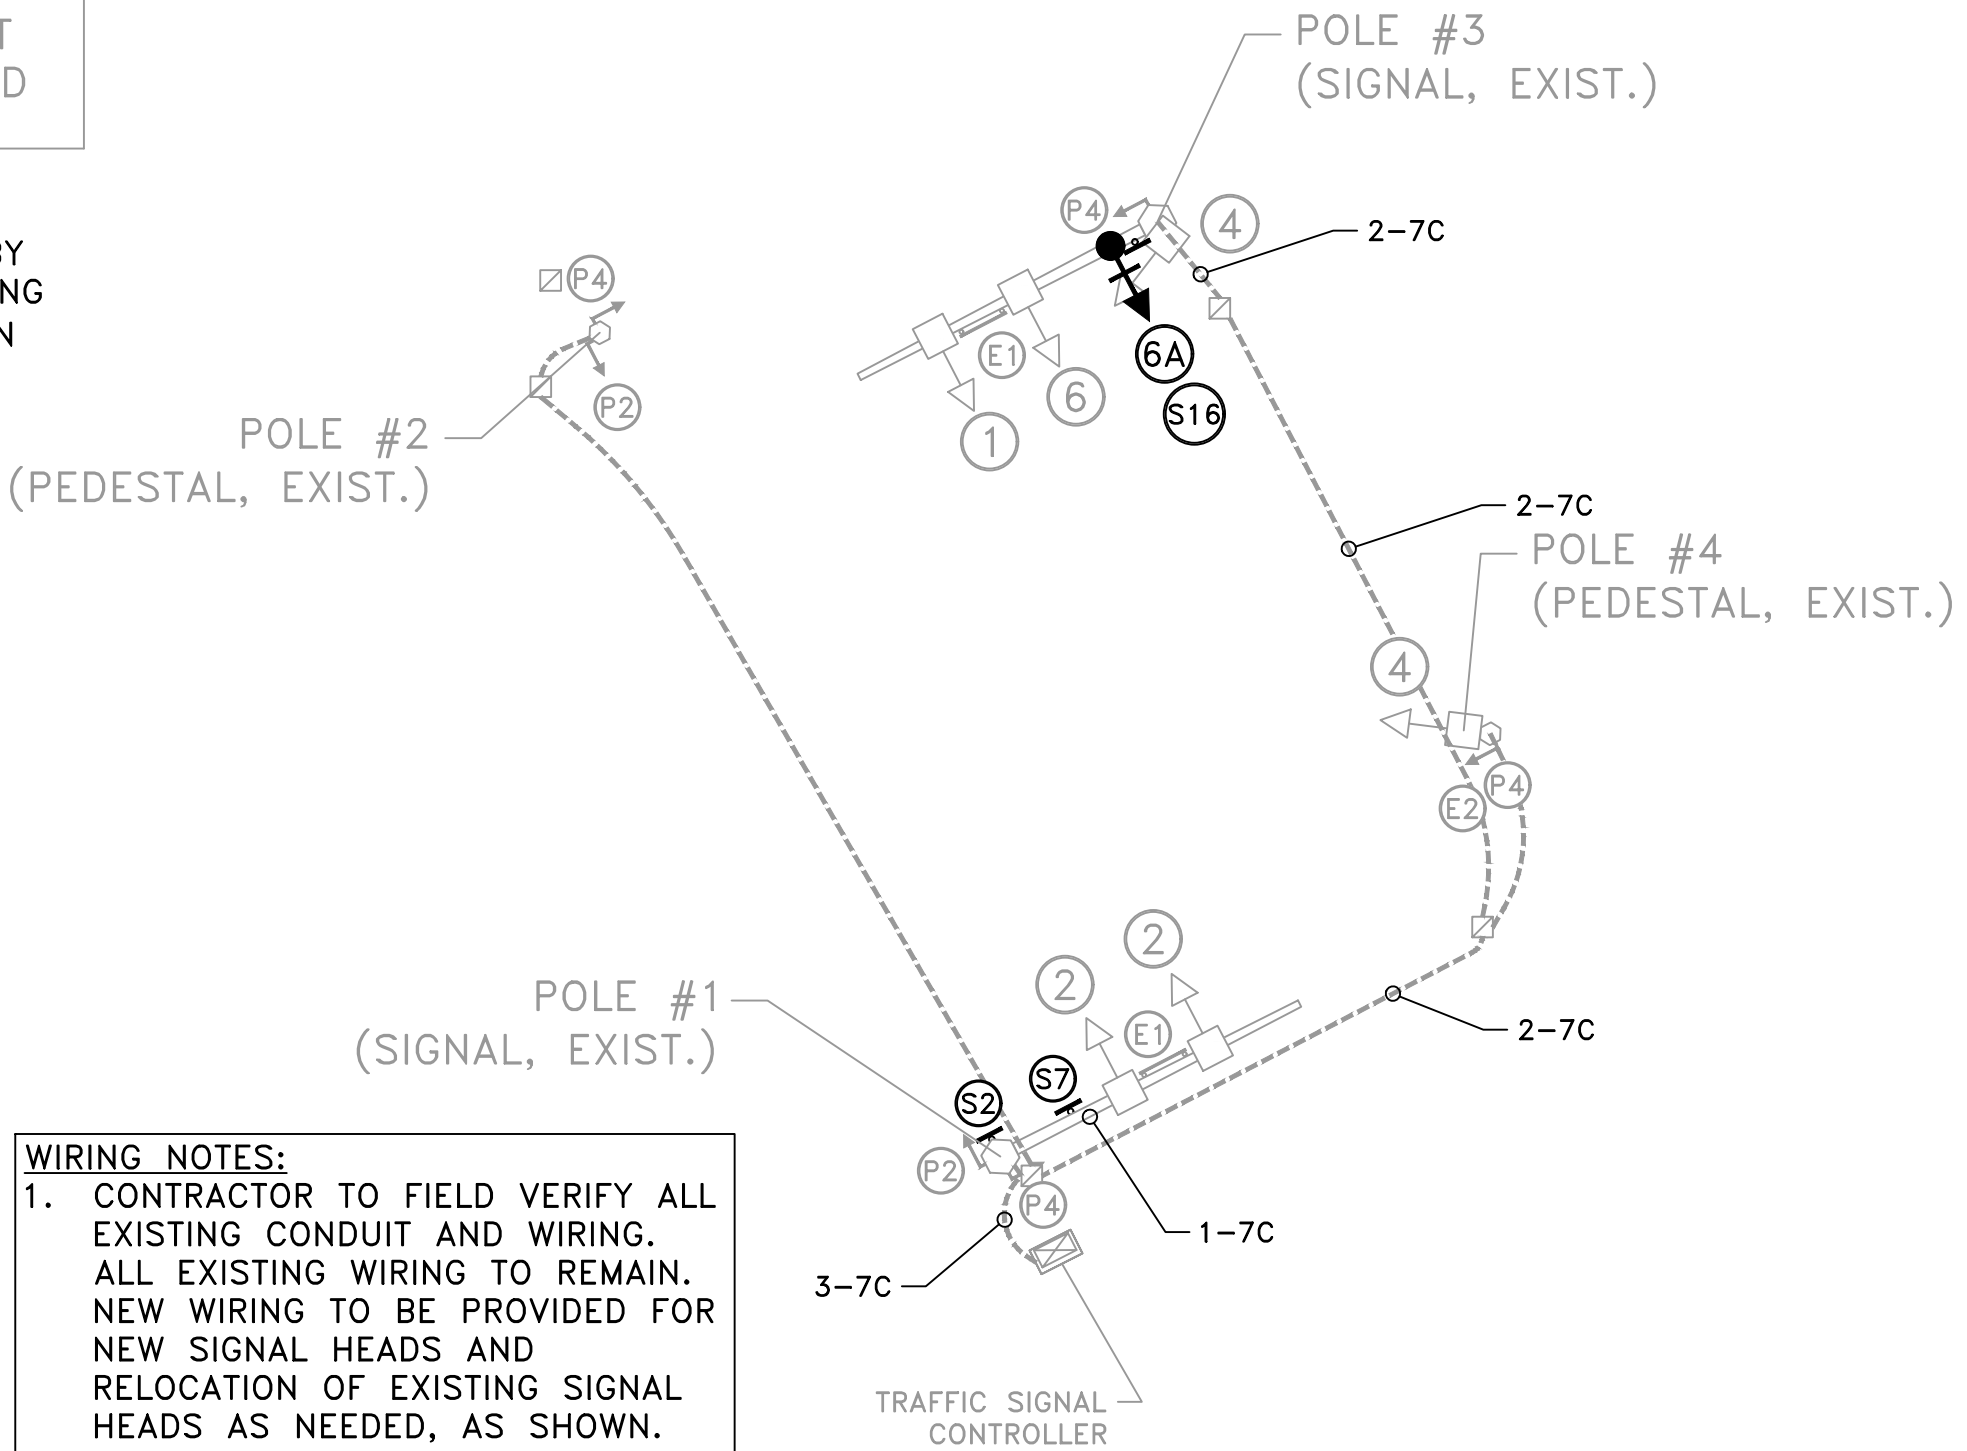 T
D
BY
NG
N
POLE #3
(SIGNAL, EXIST.)
P4
4
2-7C
P4
6A
E1
S16
6
P2
1
POLE #2
(PEDESTAL, EXIST.)
2-7C
POLE #4
(PEDESTAL, EXIST.)
4
P4
E2
2
2
POLE #1
(SIGNAL, EXIST.)
E1
2-7C
S7
S2
P2
P4
1-7C
3-7C
TRAFFIC SIGNAL
CONTROLLER
WIRING NOTES:
1. CONTRACTOR TO FIELD VERIFY ALL
EXISTING CONDUIT AND WIRING.
ALL EXISTING WIRING TO REMAIN.
NEW WIRING TO BE PROVIDED FOR
NEW SIGNAL HEADS AND
RELOCATION OF EXISTING SIGNAL
HEADS AS NEEDED, AS SHOWN.